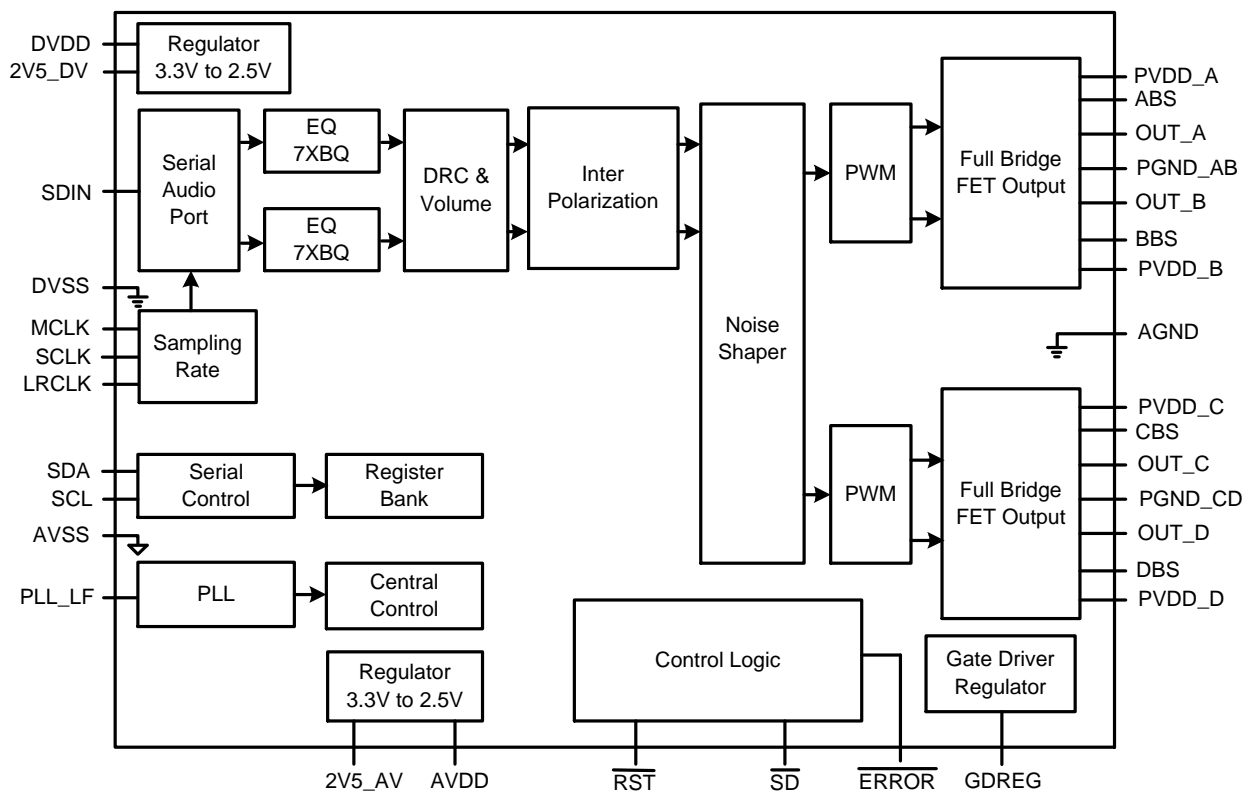 DVDD
2V5_DV
Regulator
3.3V to 2.5V
SDIN
Serial
Audio
Port
EQ
7XBQ
EQ
7XBQ
DRC &
Volume
Inter
Polarization
Noise
Shaper
PWM
Full Bridge
FET Output
PVDD_A
ABS
OUT_A
PGND_AB
OUT_B
BBS
PVDD_B
DVSS
MCLK
SCLK
LRCLK
Sampling
Rate
AGND
SDA
SCL
Serial
Control
Register
Bank
PWM
Full Bridge
FET Output
PVDD_C
CBS
OUT_C
PGND_CD
OUT_D
DBS
PVDD_D
AVSS
PLL_LF
PLL
Central
Control
Regulator
3.3V to 2.5V
Control Logic
Gate Driver
Regulator
2V5_AV
AVDD
RST
SD
ERROR
GDREG